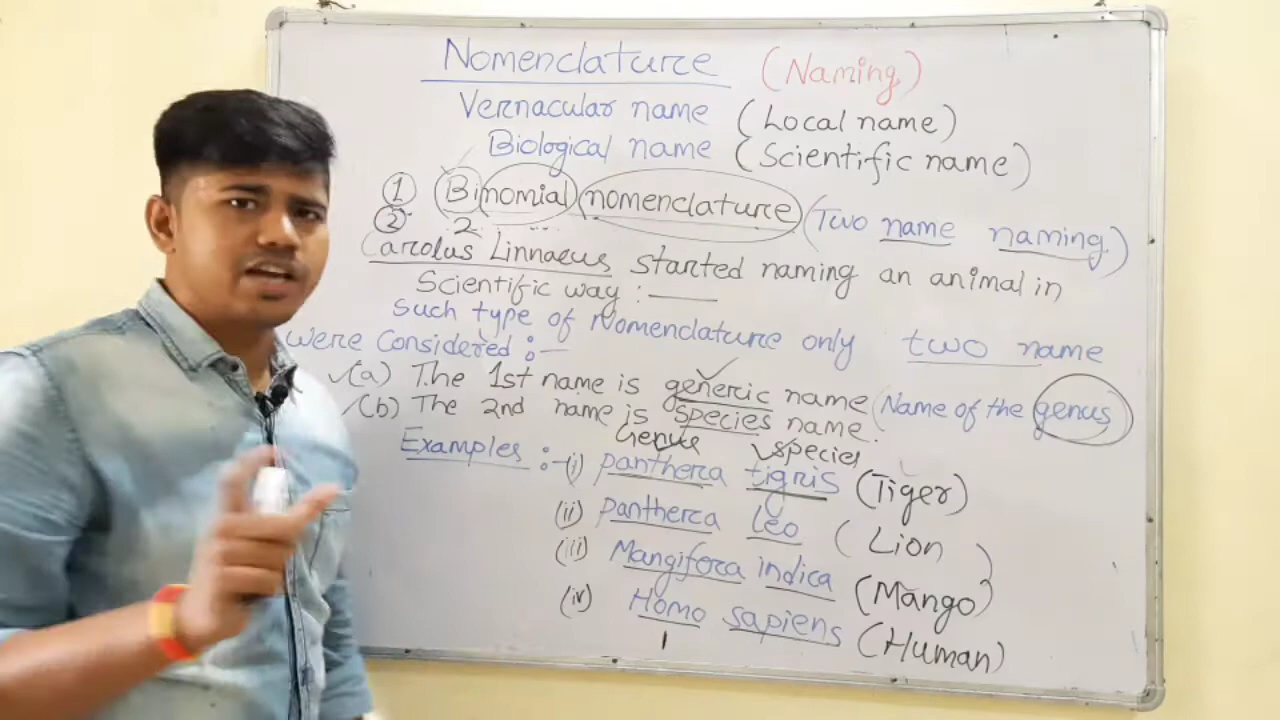 Nomenclature (Naming)
Vernacular name (Local name)
Biological name (Scientific name)
① Binomial nomenclature (Two name naming)
② 2
Carolus Linnaeus started naming an animal in
Scientific way :—
Such type of Nomenclature only two name
were considered :—
(a) The 1st name is generic name (Name of the genus)
(b) The 2nd name is species name.
Genus species
Examples :- (i) panthera tigris (Tiger)
(ii) Panthera leo (Lion)
(iii) Mangifera indica (Mango)
(iv) Homo sapiens (Human)